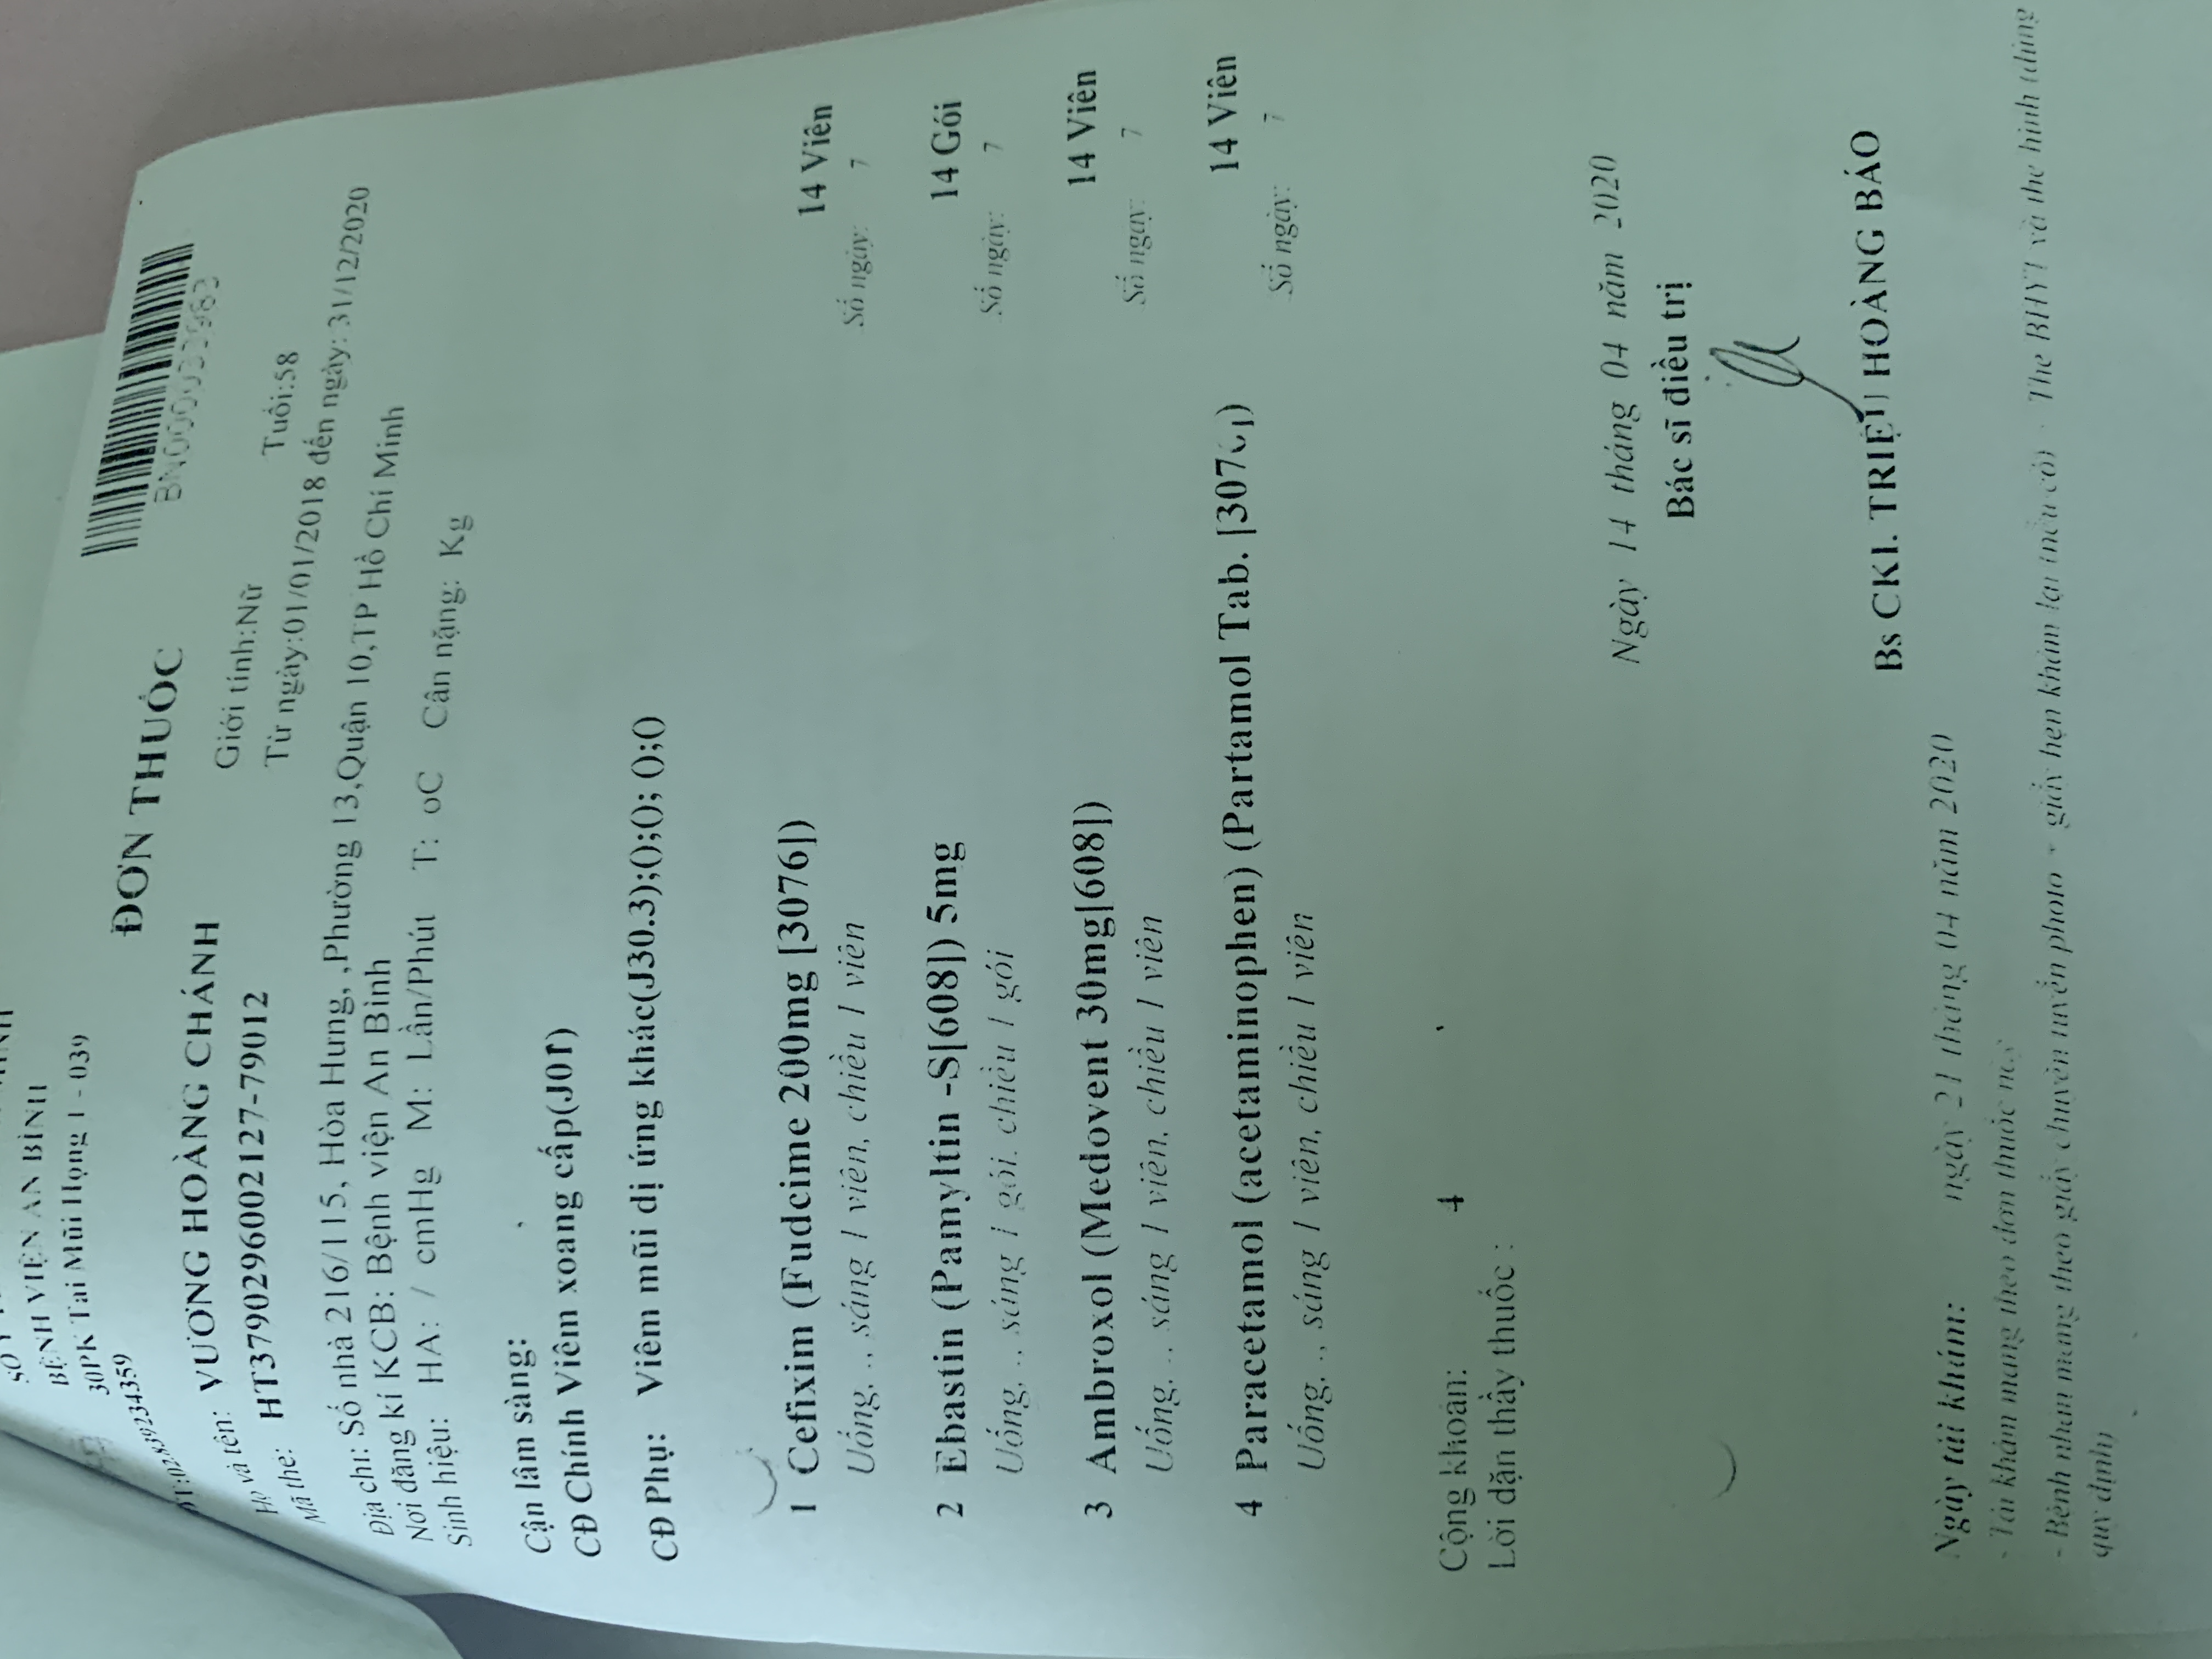 BỆNH VIỆN AN BÌNH
30PK Tai Mũi Họng 1 - 039
ĐT:02839234359
ĐƠN THUỐC
BN000033983
Họ và tên: VƯƠNG HOÀNG CHÁNH Giới tính:Nữ Tuổi:58
Mã thẻ: HT3790296002127-79012 Từ ngày:01/01/2018 đến ngày: 31/12/2020
Địa chỉ: Số nhà 216/115, Hòa Hưng, ,Phường 13,Quận 10,TP Hồ Chí Minh
Nơi đăng kí KCB: Bệnh viện An Bình
Sinh hiệu: HA: / cmHg M: Lần/Phút T: oC Cân nặng: Kg
Cận lâm sàng:
CĐ Chính Viêm xoang cấp(J01)
CĐ Phụ: Viêm mũi dị ứng khác(J30.3);();(); ();()
1 Cefixim (Fudcime 200mg [3076]) 14 Viên
Uống, ., sáng 1 viên, chiều 1 viên Số ngày: 7
2 Ebastin (Pamyltin -S[608]) 5mg 14 Gói
Uống, ., sáng 1 gói, chiều 1 gói Số ngày: 7
3 Ambroxol (Medovent 30mg[608]) 14 Viên
Uống, ., sáng 1 viên, chiều 1 viên Số ngày: 7
4 Paracetamol (acetaminophen) (Partamol Tab. [3076]) 14 Viên
Uống, ., sáng 1 viên, chiều 1 viên Số ngày: 7
Cộng khoản: 4
Lời dặn thầy thuốc :
Ngày 14 tháng 04 năm 2020
Bác sĩ điều trị
Bs CKI. TRIỆU HOÀNG BẢO
Ngày tái khám: ngày 21 tháng 04 năm 2020
- Tái khám mang theo đơn thuốc này
- Bệnh nhân mang theo giấy chuyển tuyến photo + giấy hẹn khám lại (nếu có) - Thẻ BHYT và thẻ hình (đúng
quy định)